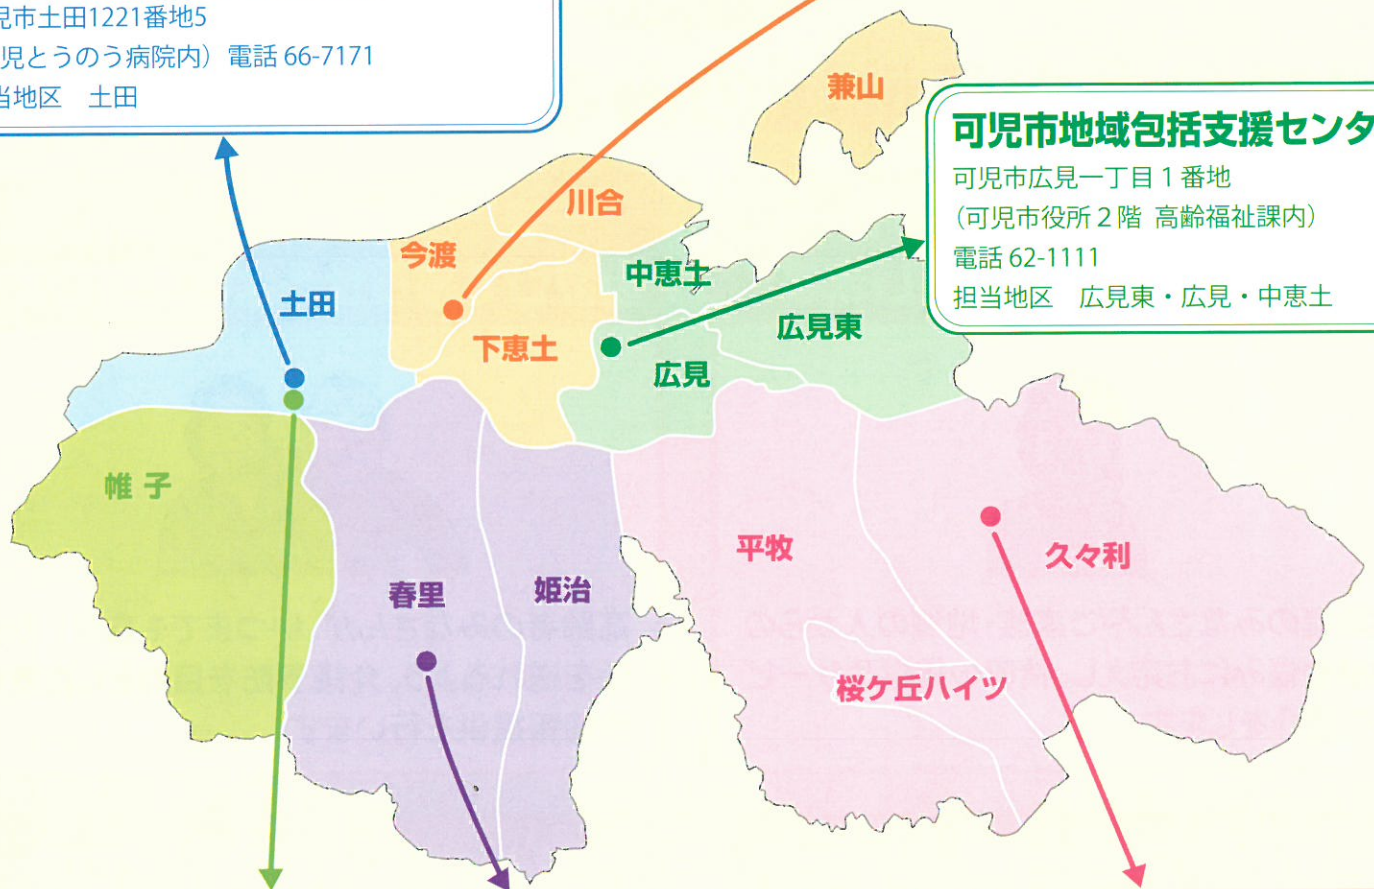 児市土田1221番地5
児とうのう病院内）電話 66-7171
当地区　土田
兼山
可児市地域包括支援センタ
可児市広見一丁目１番地
（可児市役所２階 高齢福祉課内）
電話 62-1111
担当地区　広見東・広見・中恵土
川合
今渡
中恵土
土田
下恵土
広見東
広見
帷子
平牧
久々利
春里
姫治
桜ケ丘ハイツ